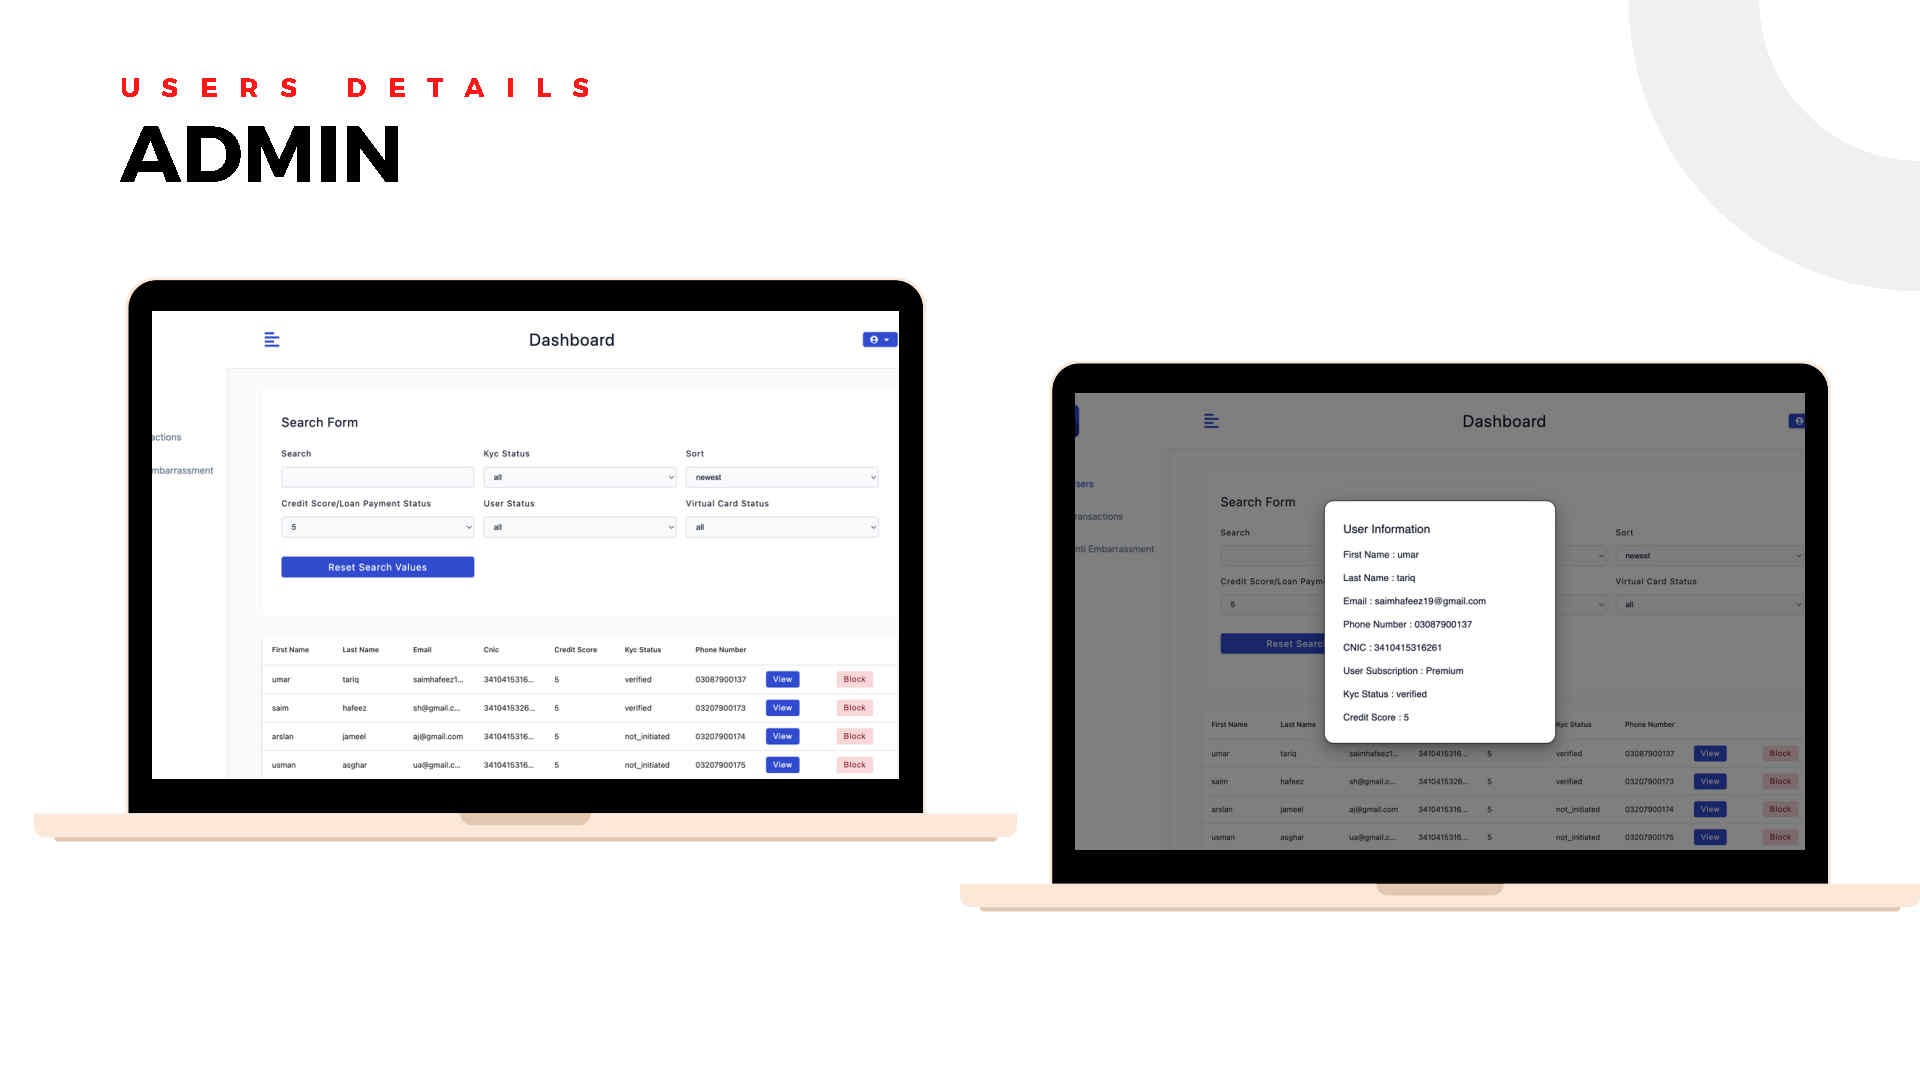 USERS DETAILS
ADMIN
Dashboard
actions
mbarrassment
Search Form
Search Kyc Status Sort
all newest
Credit Score/Loan Payment Status User Status Virtual Card Status
5 all all
Reset Search Values
First Name Last Name Email Cnic Credit Score Kyc Status Phone Number
umar tariq saimhafeez1... 3410415316... 5 verified 03087900137 View Block
saim hafeez sh@gmail.c... 3410415326... 5 verified 03207900173 View Block
arslan jameel aj@gmail.com 3410415316... 5 not_initiated 03207900174 View Block
usman asghar ua@gmail.c... 3410415316... 5 not_initiated 03207900175 View Block
Dashboard
sers
ransactions
nti Embarrassment
Search Form
Search Sort
newest
Credit Score/Loan Paym Virtual Card Status
5 all
Reset Searc
User Information
First Name : umar
Last Name : tariq
Email : saimhafeez19@gmail.com
Phone Number : 03087900137
CNIC : 3410415316261
User Subscription : Premium
Kyc Status : verified
Credit Score : 5
First Name Last Name Kyc Status Phone Number
umar tariq saimhafeez1... 3410415316... 5 verified 03087900137 View Block
saim hafeez sh@gmail.c... 3410415326... 5 verified 03207900173 View Block
arslan jameel aj@gmail.com 3410415316... 5 not_initiated 03207900174 View Block
usman asghar ua@gmail.c... 3410415316... 5 not_initiated 03207900175 View Block